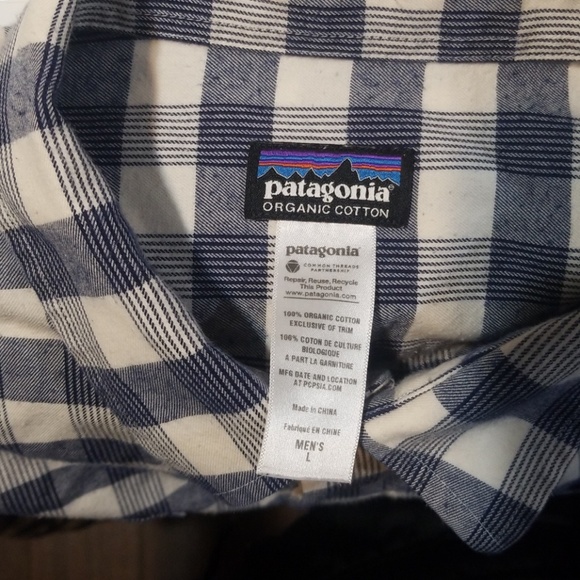 patagonia®
ORGANIC COTTON
patagonia®
COMMON THREADS
PARTNERSHIP
Repair, Reuse, Recycle
This Product
www.patagonia.com
100% ORGANIC COTTON
EXCLUSIVE OF TRIM
100% COTON DE CULTURE
BIOLOGIQUE
A PART LA GARNITURE
MFG DATE AND LOCATION
AT PCPSIA.COM
Made in CHINA
Fabriqué EN CHINE
MEN'S
L